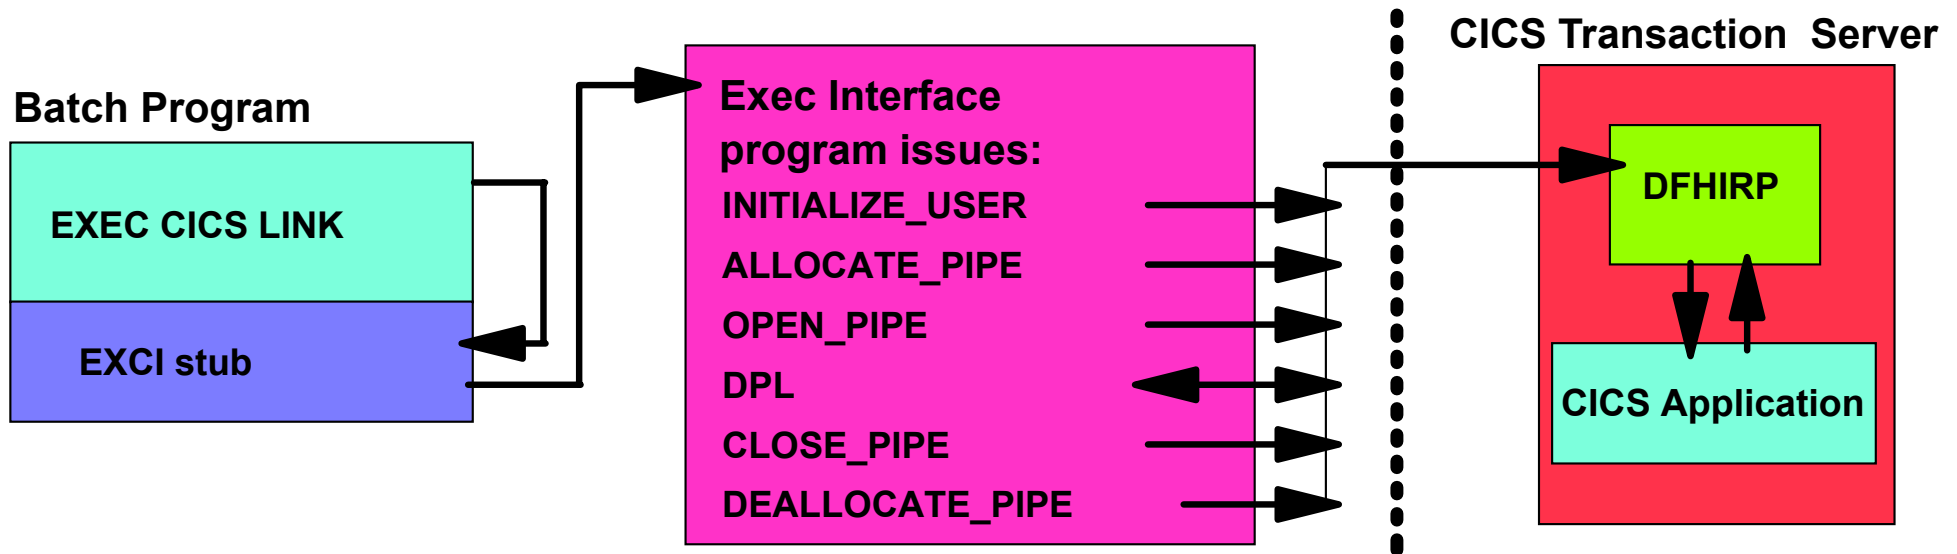 Batch Program
EXEC CICS LINK
EXCI stub
Exec Interface
program issues:
INITIALIZE_USER
ALLOCATE_PIPE
OPEN_PIPE
DPL
CLOSE_PIPE
DEALLOCATE_PIPE
CICS Transaction  Server
DFHIRP
CICS Application